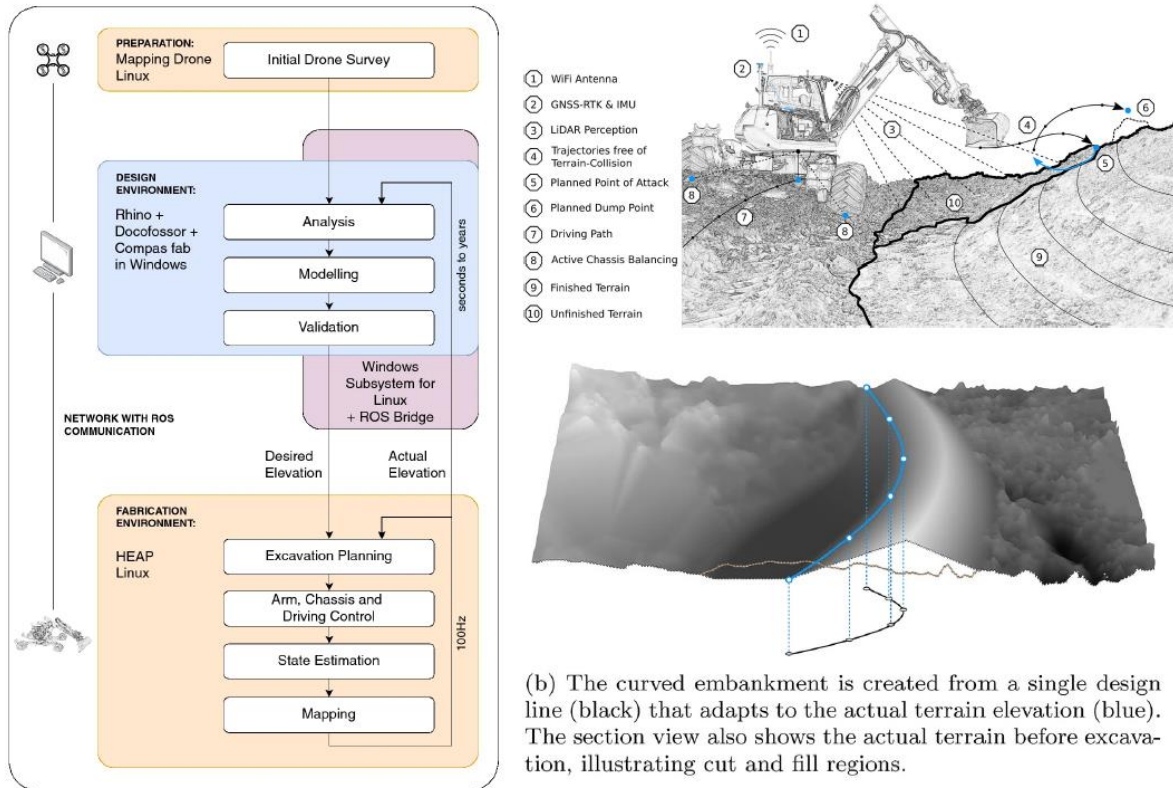 PREPARATION:
Mapping Drone
Linux
Initial Drone Survey
DESIGN
ENVIRONMENT:
Rhino +
Docofossor +
Compas fab
in Windows
Analysis
Modelling
Validation
seconds to years
Windows
Subsystem for
Linux
+ ROS Bridge
NETWORK WITH ROS
COMMUNICATION
Desired
Elevation
Actual
Elevation
FABRICATION
ENVIRONMENT:
HEAP
Linux
Excavation Planning
Arm, Chassis and
Driving Control
State Estimation
Mapping
100Hz
1 WiFi Antenna
2 GNSS-RTK & IMU
3 LiDAR Perception
4 Trajectories free of
Terrain-Collision
5 Planned Point of Attack
6 Planned Dump Point
7 Driving Path
8 Active Chassis Balancing
9 Finished Terrain
10 Unfinished Terrain
1
2
3
4
6
5
8
10
7
8
9
(b) The curved embankment is created from a single design
line (black) that adapts to the actual terrain elevation (blue).
The section view also shows the actual terrain before excava-
tion, illustrating cut and fill regions.